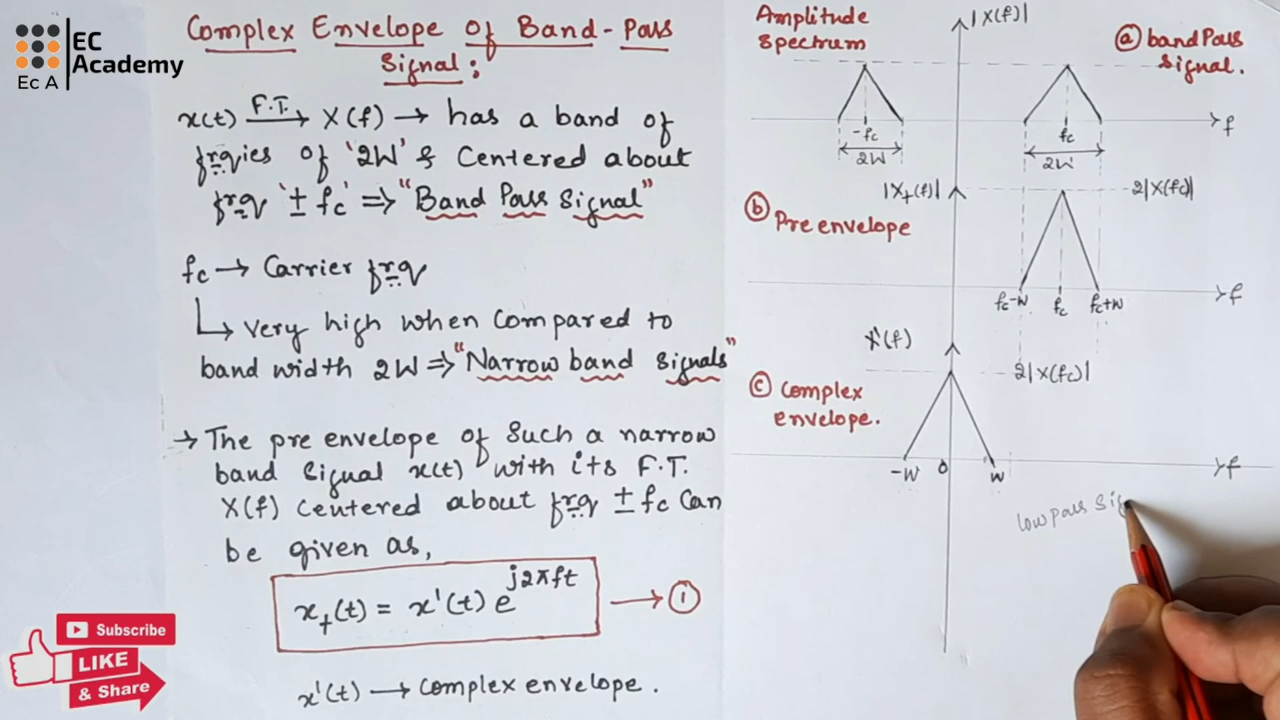 EC
Academy
Ec A
Complex Envelope Of Band-Pass
Signal:
x(t) F.T. → X(f) → has a band of
frqies of '2W' & Centered about
frq '± fc' => "Band Pass Signal"
fc → Carrier frq
↳ very high when compared to
band width 2W => "Narrow band Signals"
→ The pre envelope of Such a narrow
band Signal x(t) with its F.T.
X(f) centered about frq ± fc Can
be given as,
x₊(t) = x'(t) e^j2πft → ①
x'(t) → complex envelope.
Subscribe
LIKE
& Share
Amplitude
Spectrum
|X(f)|
ⓐ bandPass
Signal.
-fc
fc
f
2W
2W
ⓑ Pre envelope
|X₊(f)|
2|X(fc)|
fc-W
fc
fc+W
f
X'(f)
ⓒ Complex
envelope.
2|X(fc)|
-W
0
W
f
low pass Sig